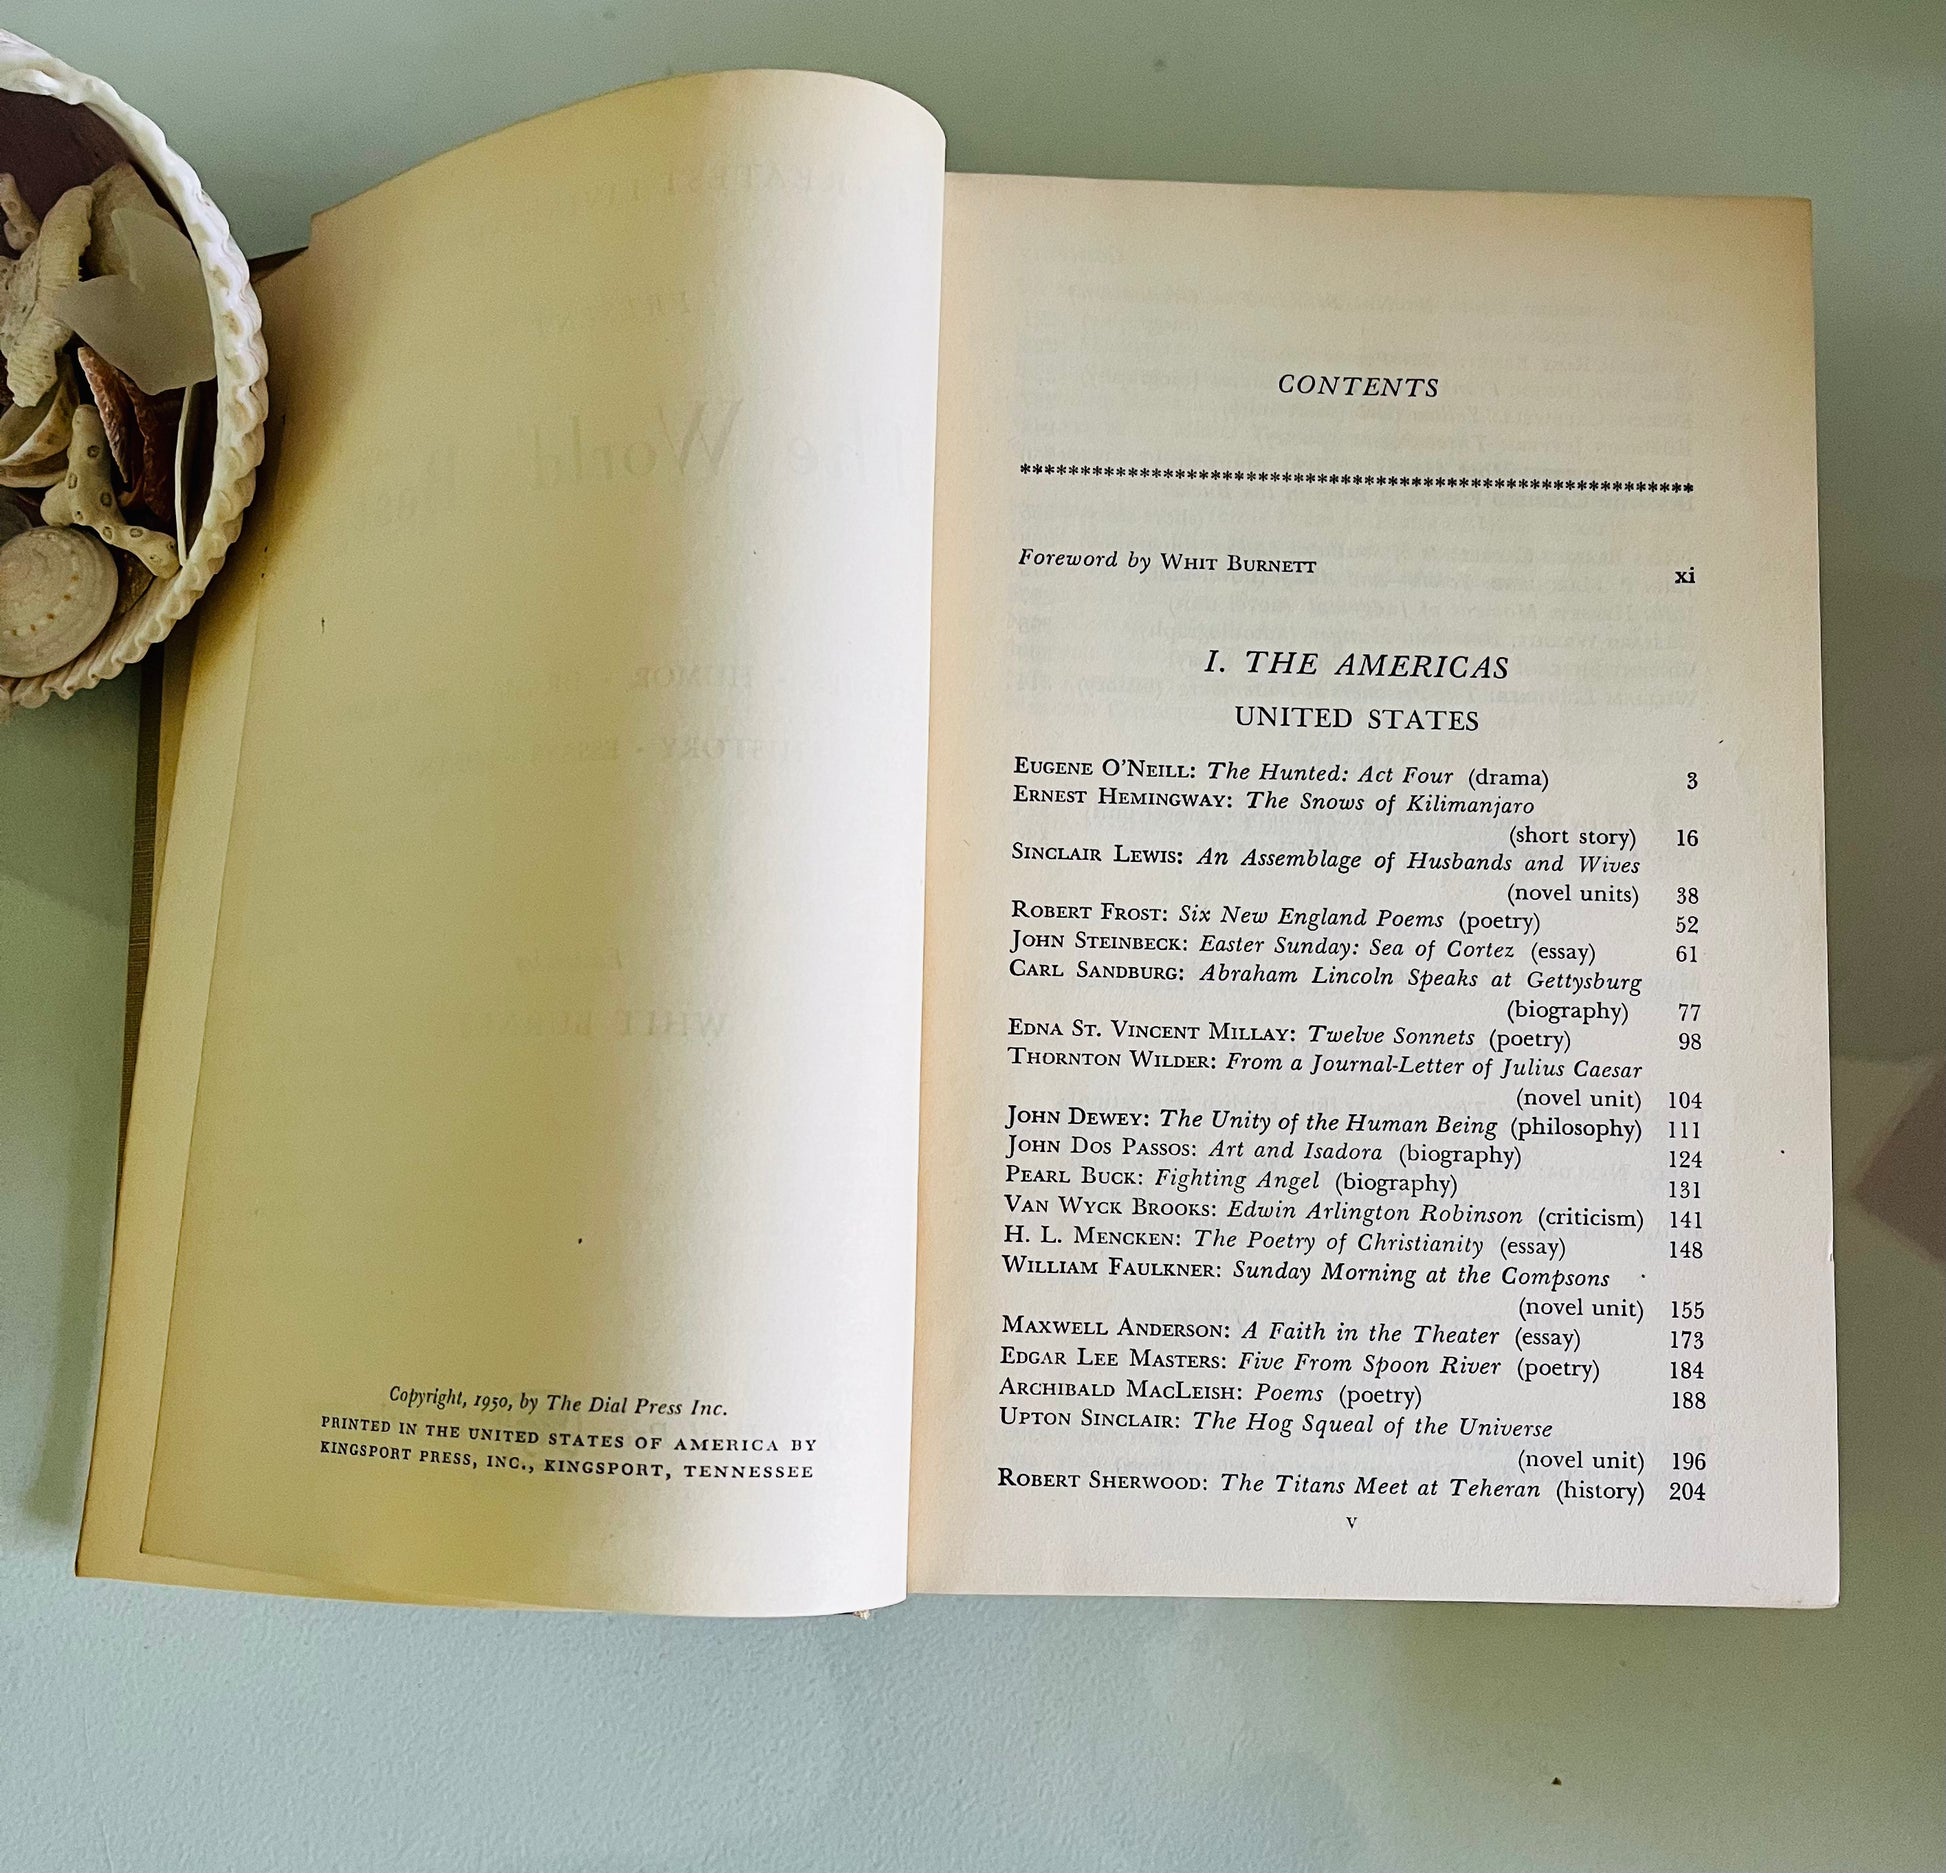 Copyright, 1950, by The Dial Press Inc.
PRINTED IN THE UNITED STATES OF AMERICA BY
KINGSPORT PRESS, INC., KINGSPORT, TENNESSEE
CONTENTS
*********************************************************
Foreword by WHIT BURNETT xi
I. THE AMERICAS
UNITED STATES
EUGENE O'NEILL: The Hunted: Act Four (drama) 3
ERNEST HEMINGWAY: The Snows of Kilimanjaro
(short story) 16
SINCLAIR LEWIS: An Assemblage of Husbands and Wives
(novel units) 38
ROBERT FROST: Six New England Poems (poetry) 52
JOHN STEINBECK: Easter Sunday: Sea of Cortez (essay) 61
CARL SANDBURG: Abraham Lincoln Speaks at Gettysburg
(biography) 77
EDNA ST. VINCENT MILLAY: Twelve Sonnets (poetry) 98
THORNTON WILDER: From a Journal-Letter of Julius Caesar
(novel unit) 104
JOHN DEWEY: The Unity of the Human Being (philosophy) 111
JOHN DOS PASSOS: Art and Isadora (biography) 124
PEARL BUCK: Fighting Angel (biography) 131
VAN WYCK BROOKS: Edwin Arlington Robinson (criticism) 141
H. L. MENCKEN: The Poetry of Christianity (essay) 148
WILLIAM FAULKNER: Sunday Morning at the Compsons
(novel unit) 155
MAXWELL ANDERSON: A Faith in the Theater (essay) 173
EDGAR LEE MASTERS: Five From Spoon River (poetry) 184
ARCHIBALD MACLEISH: Poems (poetry) 188
UPTON SINCLAIR: The Hog Squeal of the Universe
(novel unit) 196
ROBERT SHERWOOD: The Titans Meet at Teheran (history) 204
v